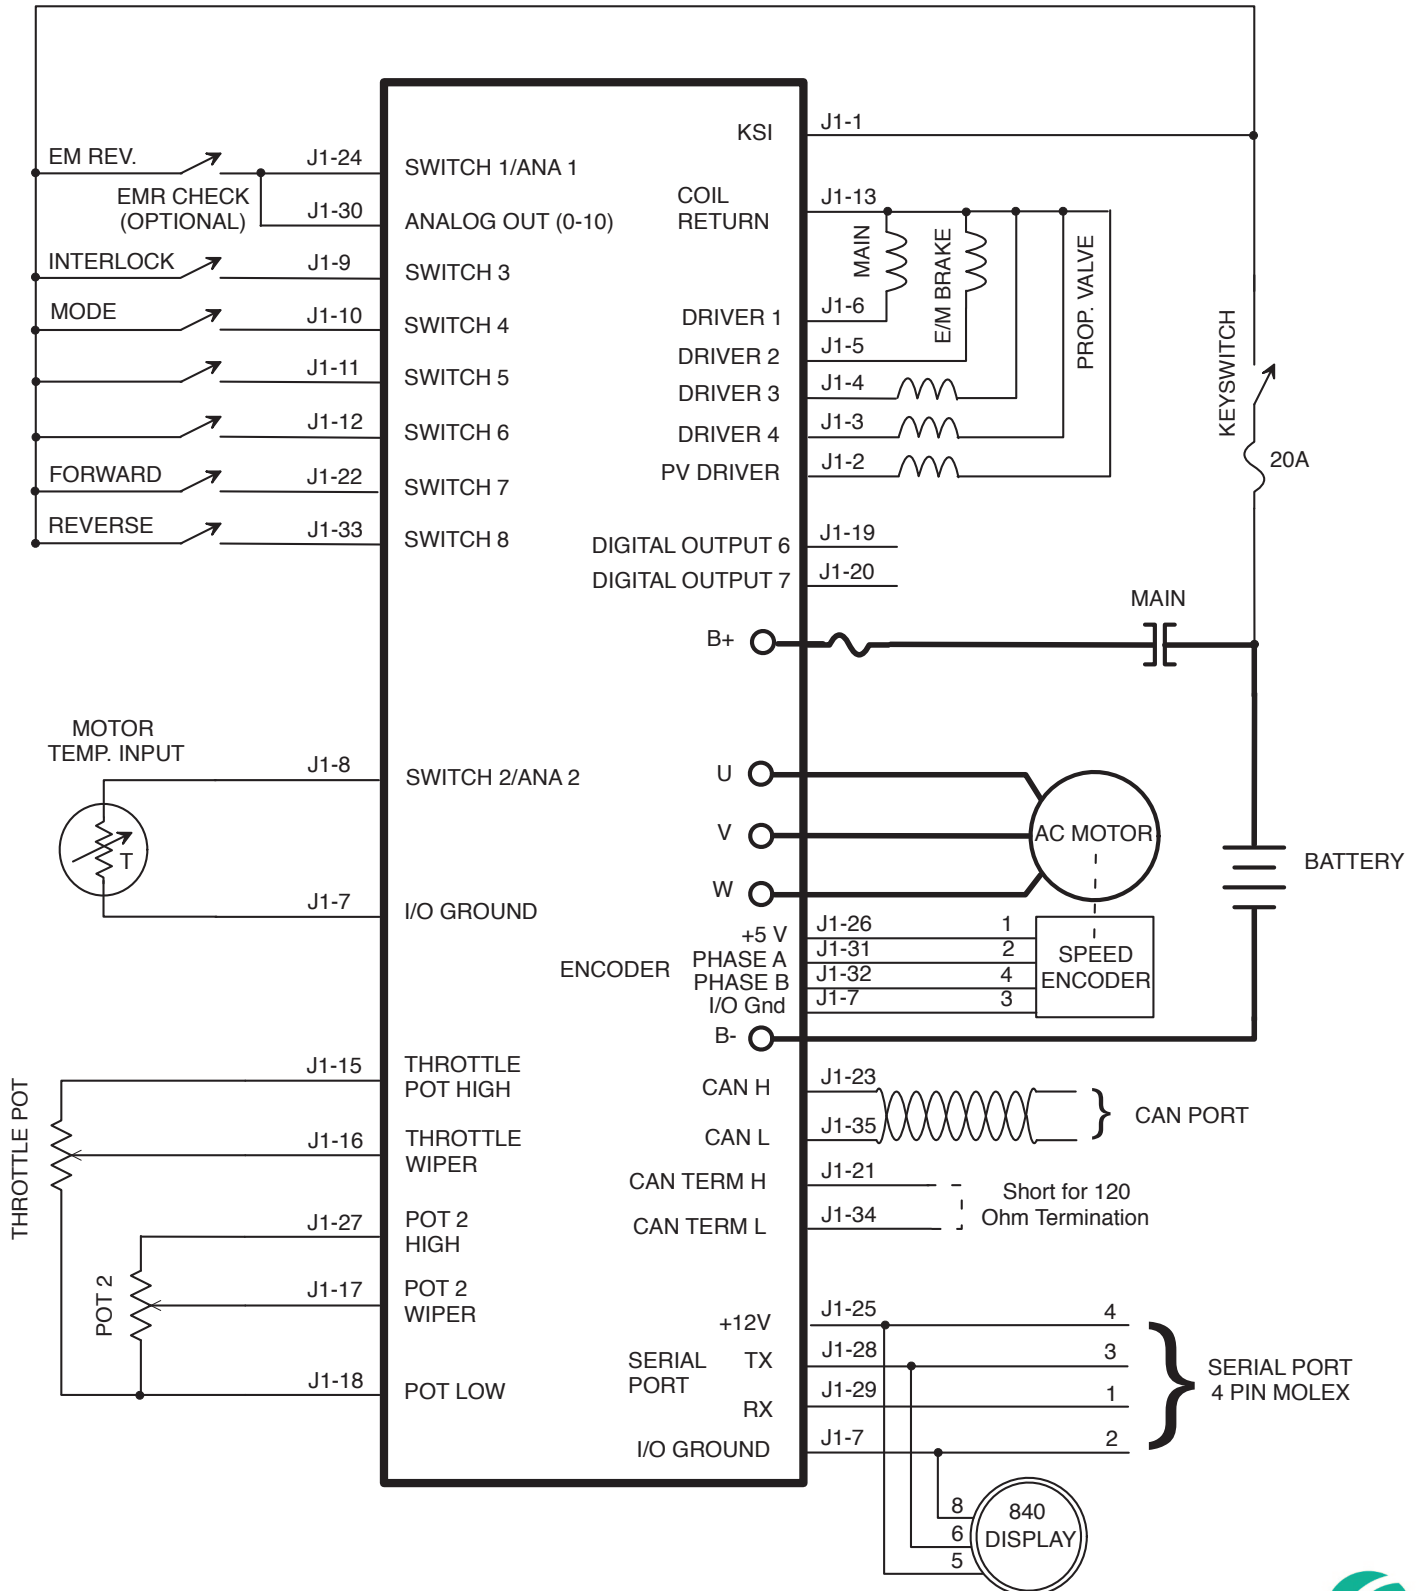 KSI
J1-1
EM REV.
J1-24
SWITCH 1/ANA 1
EMR CHECK
(OPTIONAL)
J1-30
ANALOG OUT (0-10)
INTERLOCK
J1-9
SWITCH 3
MODE
J1-10
SWITCH 4
J1-11
SWITCH 5
J1-12
SWITCH 6
FORWARD
J1-22
SWITCH 7
REVERSE
J1-33
SWITCH 8
COIL
RETURN
J1-13
MAIN
E/M BRAKE
PROP. VALVE
DRIVER 1
J1-6
DRIVER 2
J1-5
DRIVER 3
J1-4
DRIVER 4
J1-3
PV DRIVER
J1-2
KEYSWITCH
20A
DIGITAL OUTPUT 6
J1-19
DIGITAL OUTPUT 7
J1-20
MAIN
B+
MOTOR
TEMP. INPUT
J1-8
SWITCH 2/ANA 2
T
J1-7
I/O GROUND
U
V
W
AC MOTOR
BATTERY
ENCODER
+5 V
J1-26
1
PHASE A
J1-31
2
PHASE B
J1-32
4
I/O Gnd
J1-7
3
SPEED
ENCODER
B-
THROTTLE POT
J1-15
THROTTLE
POT HIGH
J1-16
THROTTLE
WIPER
POT 2
J1-27
POT 2
HIGH
J1-17
POT 2
WIPER
J1-18
POT LOW
CAN H
J1-23
CAN L
J1-35
CAN PORT
CAN TERM H
J1-21
CAN TERM L
J1-34
Short for 120
Ohm Termination
SERIAL
PORT
+12V
J1-25
4
TX
J1-28
3
RX
J1-29
1
I/O GROUND
J1-7
2
SERIAL PORT
4 PIN MOLEX
8
6
5
840
DISPLAY